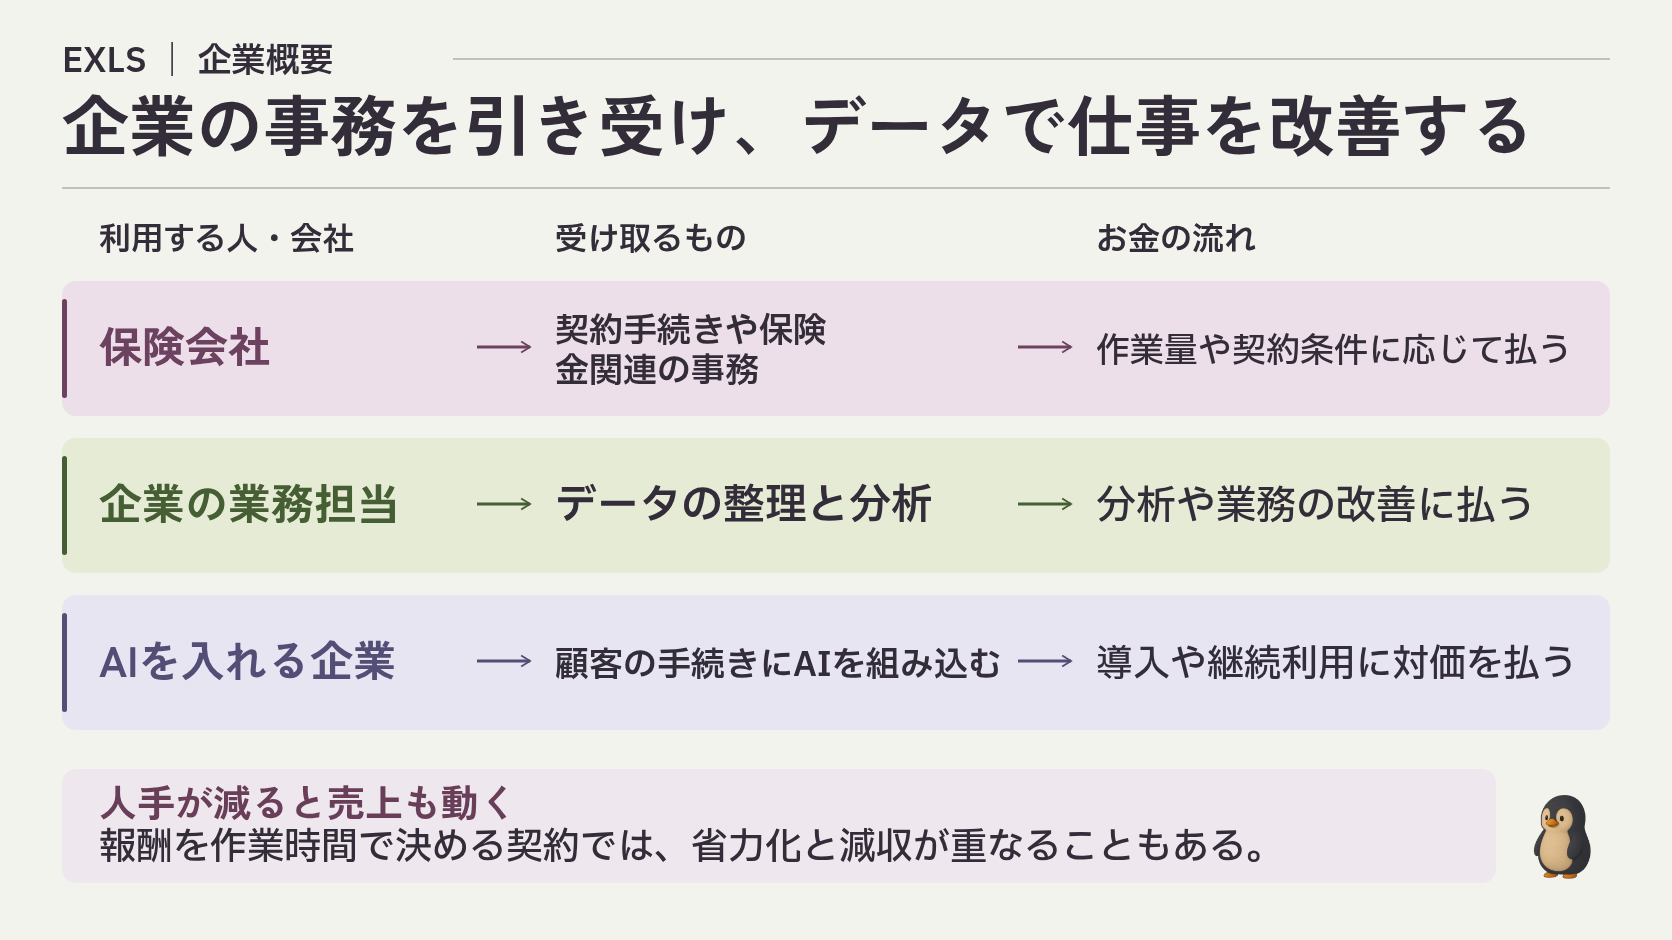 EXLS｜企業概要
企業の事務を引き受け、データで仕事を改善する
利用する人・会社
受け取るもの
お金の流れ
保険会社
契約手続きや保険
金関連の事務
作業量や契約条件に応じて払う
企業の業務担当
データの整理と分析
分析や業務の改善に払う
AIを入れる企業
顧客の手続きにAIを組み込む
導入や継続利用に対価を払う
人手が減ると売上も動く
報酬を作業時間で決める契約では、省力化と減収が重なることもある。